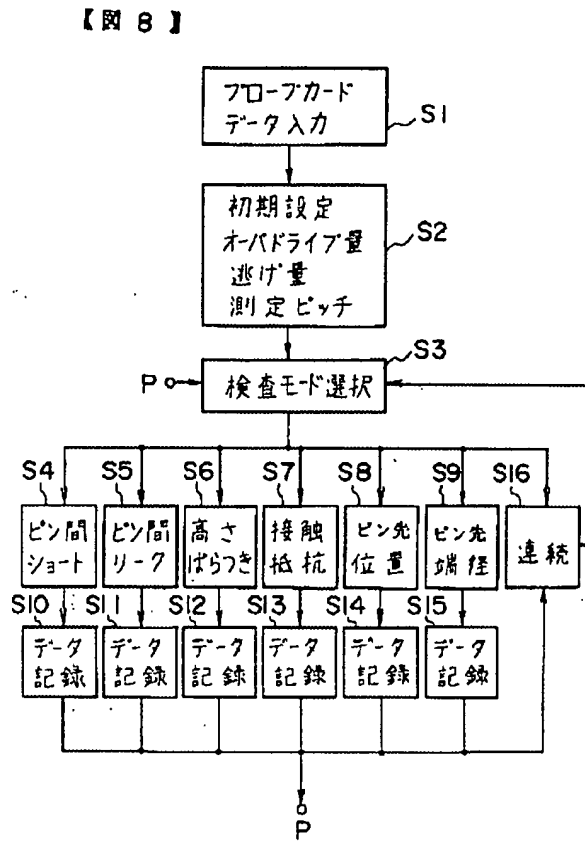 【図 8 】
プローブカード
データ入力
S1
初期設定
オーバドライブ量
逃げ量
測定ピッチ
S2
S3
P
検査モード選択
S4
S5
S6
S7
S8
S9
S16
ピン間
ショート
ピン間
リーク
高さ
ばらつき
接触
抵抗
ピン先
位置
ピン先
端径
連続
S10
S11
S12
S13
S14
S15
データ
記録
データ
記録
データ
記録
データ
記録
データ
記録
データ
記録
P